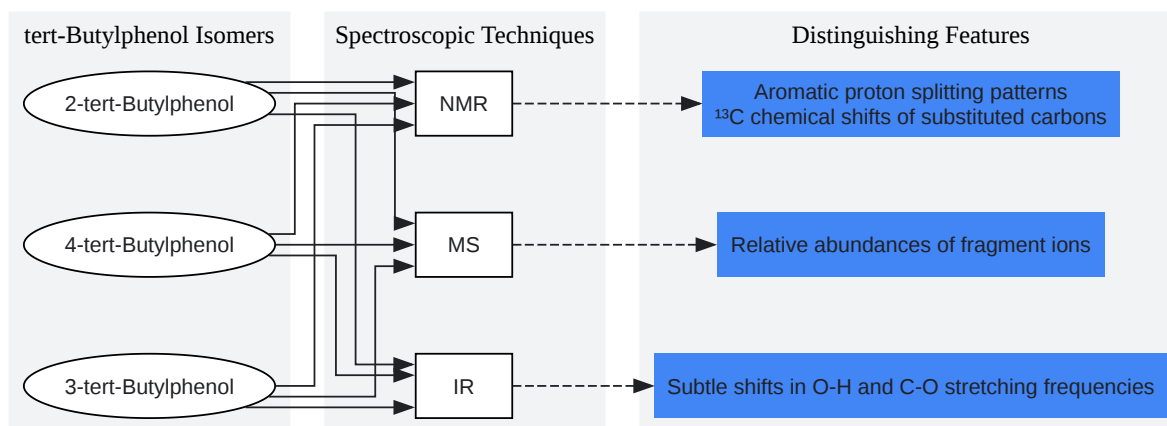 tert-Butylphenol Isomers
Spectroscopic Techniques
Distinguishing Features
2-tert-Butylphenol
NMR
Aromatic proton splitting patterns
¹³C chemical shifts of substituted carbons
4-tert-Butylphenol
MS
Relative abundances of fragment ions
3-tert-Butylphenol
IR
Subtle shifts in O-H and C-O stretching frequencies